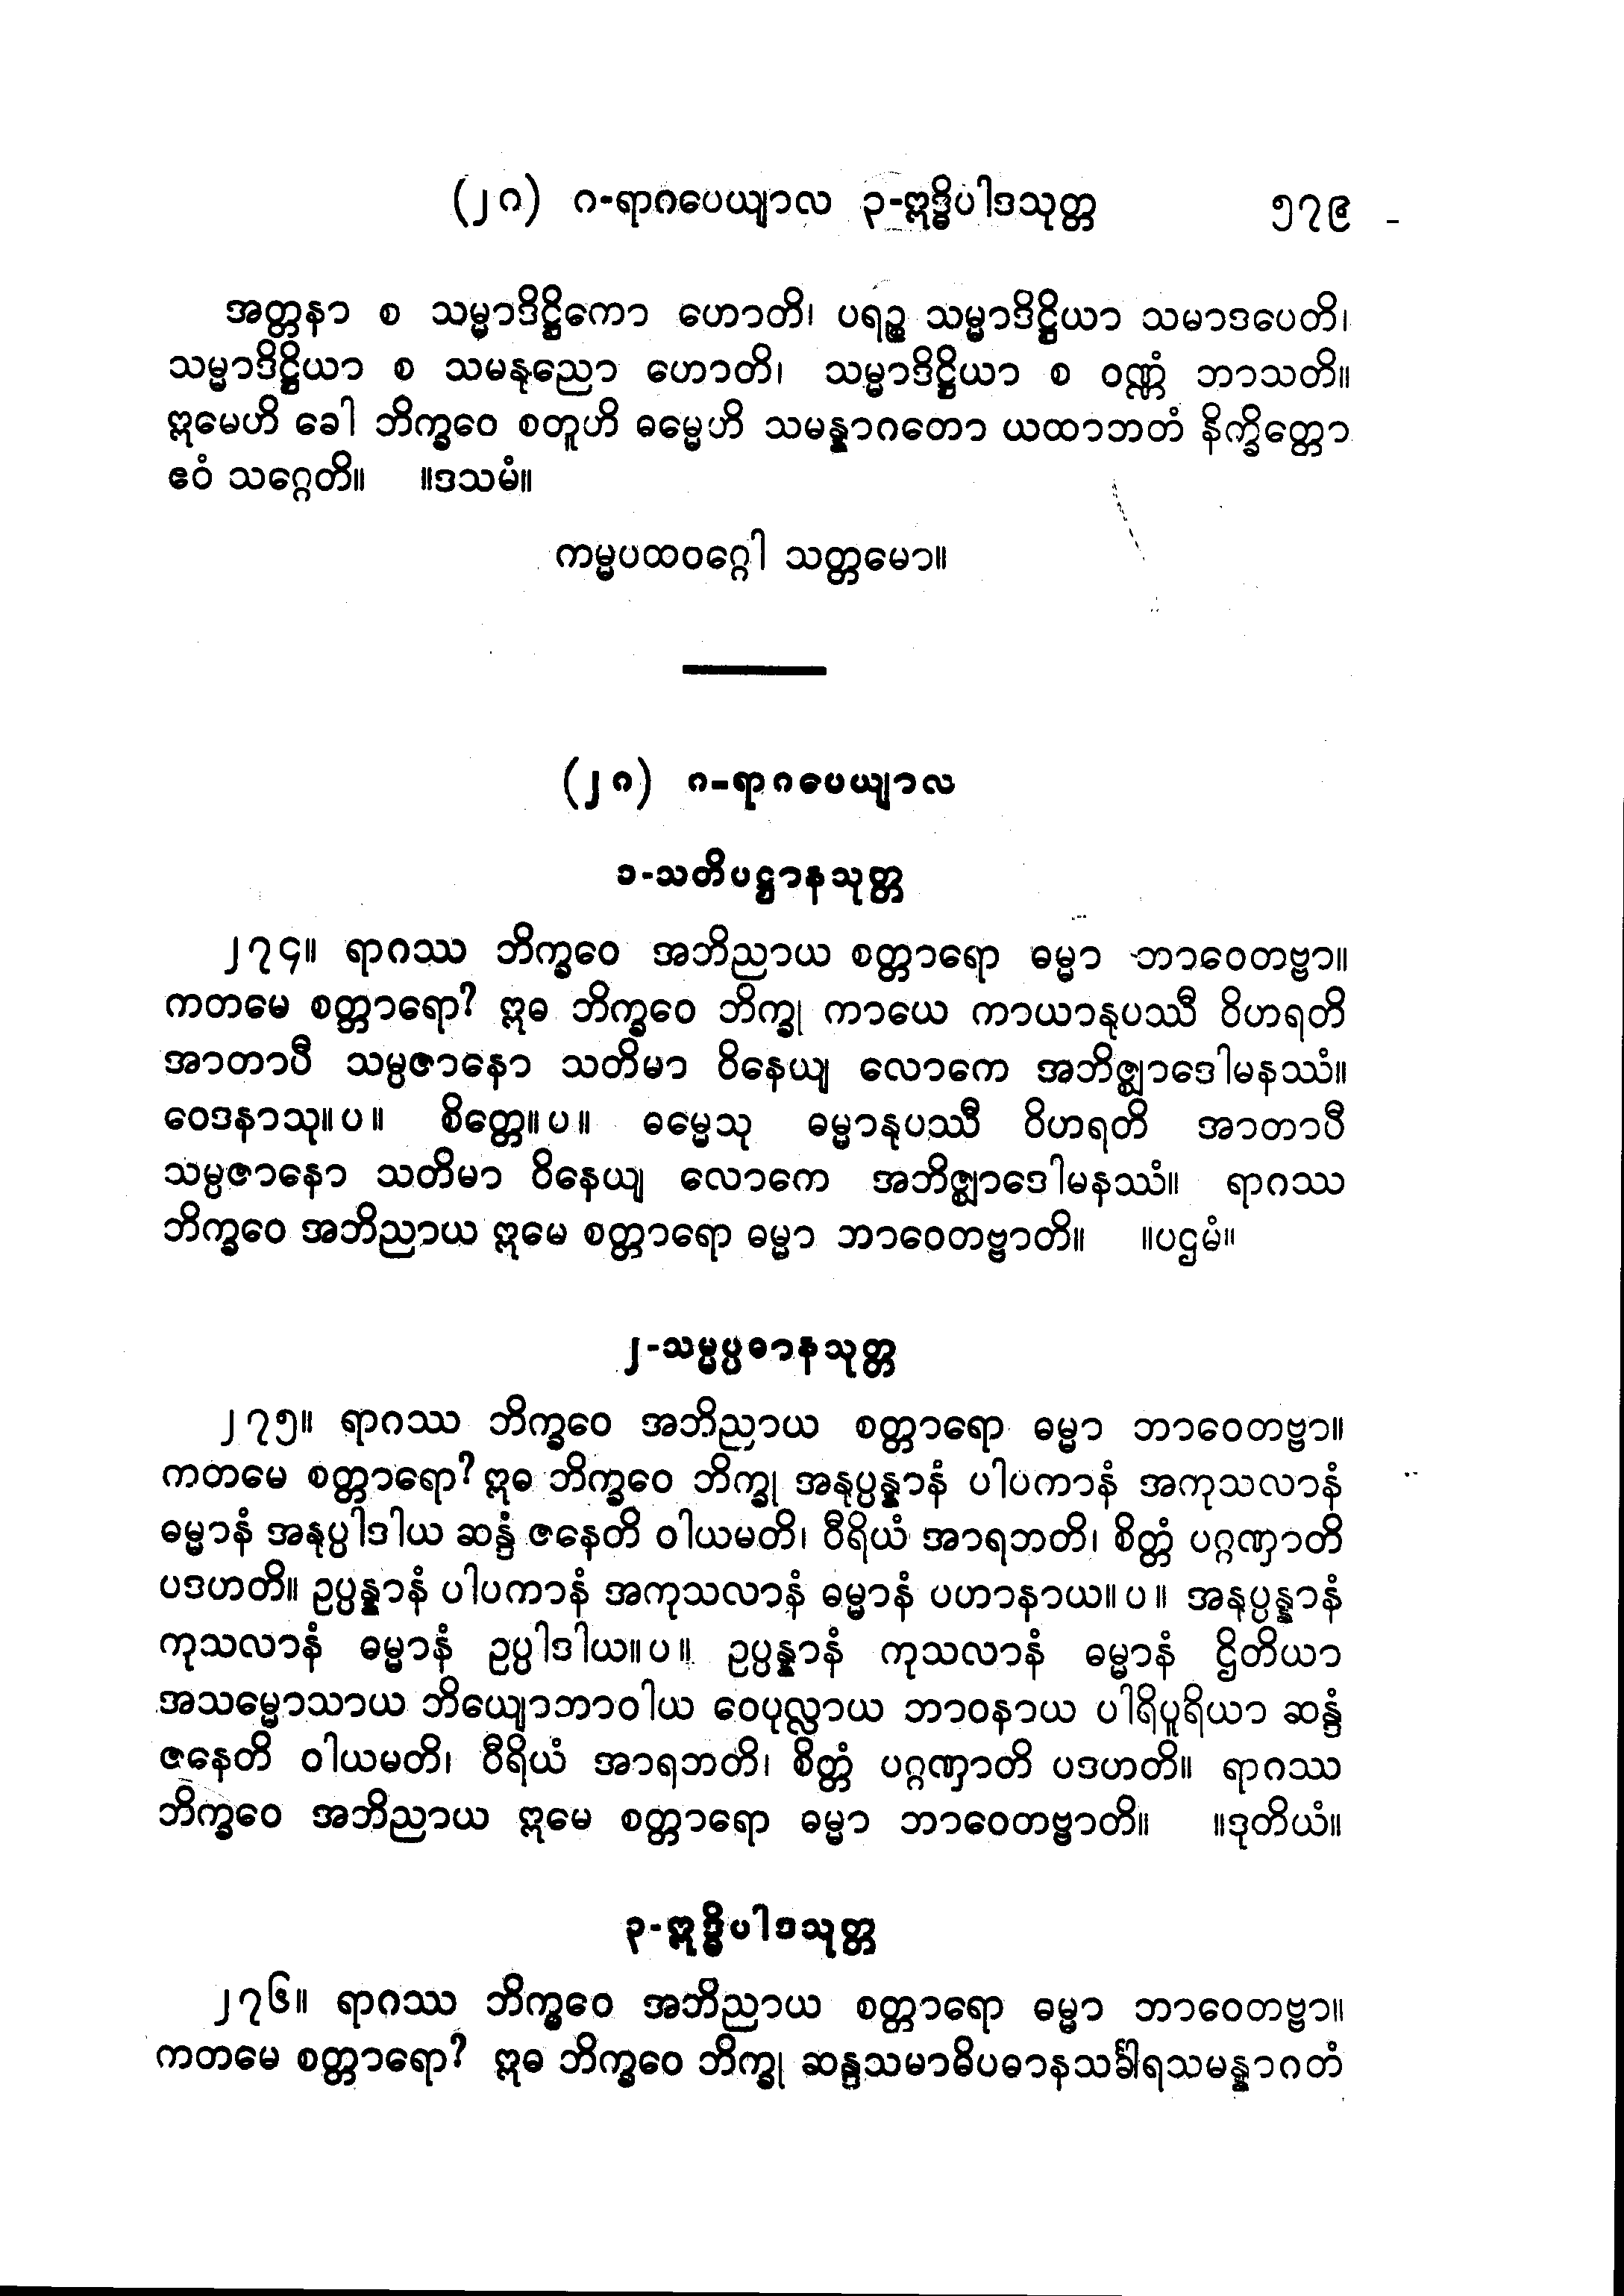 (၂၈) ၈-ရာဂပေယျာလ ၃-ဣဒ္ဓိပါဒသုတ္တ ၅၇၉
အတ္တနာ စ သမ္မာဒိဋ္ဌိကော ဟောတိ၊ ပရဉ္စ သမ္မာဒိဋ္ဌိယာ သမာဒပေတိ၊
သမ္မာဒိဋ္ဌိယာ စ သမနုညော ဟောတိ၊ သမ္မာဒိဋ္ဌိယာ စ ဝဏ္ဏံ ဘာသတိ။
ဣမေဟိ ခေါ ဘိက္ခဝေ စတူဟိ ဓမ္မေဟိ သမန္နာဂတော ယထာဘတံ နိက္ခိတ္တော
ဧဝံ သဂ္ဂေတိ။ ။ဒသမံ။
ကမ္မပထဝဂ္ဂေါ သတ္တမော။
(၂၈) ၈-ရာဂပေယျာလ
၁-သတိပဋ္ဌာနသုတ္တ
၂၇၄။ ရာဂဿ ဘိက္ခဝေ အဘိညာယ စတ္တာရော ဓမ္မာ ဘာဝေတဗ္ဗာ။
ကတမေ စတ္တာရော? ဣဓ ဘိက္ခဝေ ဘိက္ခု ကာယေ ကာယာနုပဿီ ဝိဟရတိ
အာတာပီ သမ္ပဇာနော သတိမာ ဝိနေယျ လောကေ အဘိဇ္ဈာဒေါမနဿံ။
ဝေဒနာသု။ပ။ စိတ္တေ။ပ။ ဓမ္မေသု ဓမ္မာနုပဿီ ဝိဟရတိ အာတာပီ
သမ္ပဇာနော သတိမာ ဝိနေယျ လောကေ အဘိဇ္ဈာဒေါမနဿံ။ ရာဂဿ
ဘိက္ခဝေ အဘိညာယ ဣမေ စတ္တာရော ဓမ္မာ ဘာဝေတဗ္ဗာတိ။ ။ပဌမံ။
၂-သမ္မပ္ပဓာနသုတ္တ
၂၇၅။ ရာဂဿ ဘိက္ခဝေ အဘိညာယ စတ္တာရော ဓမ္မာ ဘာဝေတဗ္ဗာ။
ကတမေ စတ္တာရော? ဣဓ ဘိက္ခဝေ ဘိက္ခု အနုပ္ပန္နာနံ ပါပကာနံ အကုသလာနံ
ဓမ္မာနံ အနုပ္ပါဒါယ ဆန္ဒံ ဇနေတိ ဝါယမတိ၊ ဝီရိယံ အာရဘတိ၊ စိတ္တံ ပဂ္ဂဏှာတိ
ပဒဟတိ။ ဥပ္ပန္နာနံ ပါပကာနံ အကုသလာနံ ဓမ္မာနံ ပဟာနာယ။ပ။ အနုပ္ပန္နာနံ
ကုသလာနံ ဓမ္မာနံ ဥပ္ပါဒါယ။ပ။ ဥပ္ပန္နာနံ ကုသလာနံ ဓမ္မာနံ ဌိတိယာ
အသမ္မောသာယ ဘိယျောဘာဝါယ ဝေပုလ္လာယ ဘာဝနာယ ပါရိပူရိယာ ဆန္ဒံ
ဇနေတိ ဝါယမတိ၊ ဝီရိယံ အာရဘတိ၊ စိတ္တံ ပဂ္ဂဏှာတိ ပဒဟတိ။ ရာဂဿ
ဘိက္ခဝေ အဘိညာယ ဣမေ စတ္တာရော ဓမ္မာ ဘာဝေတဗ္ဗာတိ။ ။ဒုတိယံ။
၃-ဣဒ္ဓိပါဒသုတ္တ
၂၇၆။ ရာဂဿ ဘိက္ခဝေ အဘိညာယ စတ္တာရော ဓမ္မာ ဘာဝေတဗ္ဗာ။
ကတမေ စတ္တာရော? ဣဓ ဘိက္ခဝေ ဘိက္ခု ဆန္ဒသမာဓိပဓာနသင်္ခါရသမန္နာဂတံ